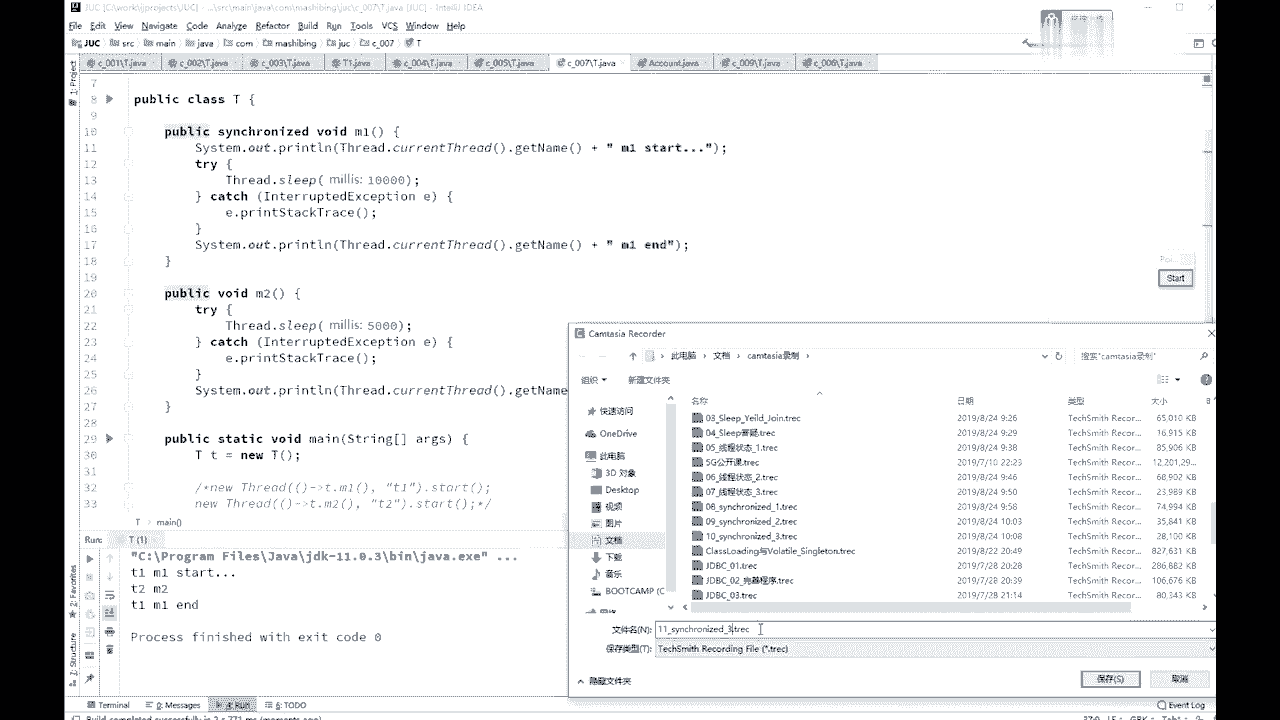 JUC [C:\work\ijprojects\JUC] - ...\src\main\java\com\mashibing\juc\c_007\T.java [JUC] - IntelliJ IDEA
File Edit View Navigate Code Analyze Refactor Build Run Tools VCS Window Help
JUC src main java com mashibing juc c_007 T
c_001\T.java c_002\T.java c_003\T.java T1.java c_004\T.java c_005\T.java c_007\T.java Account.java c_009\T.java c_006\T.java
1: Project
7
8 public class T {
9
10 public synchronized void m1() {
11 System.out.println(Thread.currentThread().getName() + " m1 start...");
12 try {
13 Thread.sleep( millis: 10000);
14 } catch (InterruptedException e) {
15 e.printStackTrace();
16 }
17 System.out.println(Thread.currentThread().getName() + " m1 end");
18 }
19
20 public void m2() {
21 try {
22 Thread.sleep( millis: 5000);
23 } catch (InterruptedException e) {
24 e.printStackTrace();
25 }
26 System.out.println(Thread.currentThread().getName
27 }
28
29 public static void main(String[] args) {
30 T t = new T();
31
32 /*new Thread(()->t.m1(), "t1").start();
33 new Thread(()->t.m2(), "t2").start();*/
T main()
Start
Run: T (1)
"C:\Program Files\Java\jdk-11.0.3\bin\java.exe" ...
t1 m1 start...
t2 m2
t1 m1 end
Process finished with exit code 0
2: Favorites
7: Structure
Terminal 0: Messages 4: Run 6: TODO
Event Log
Build completed successfully in 2 s 771 ms (moments ago)
Camtasia Recorder
此电脑 文档 camtasia录制
搜索"camtasia录制"
组织 新建文件夹
快速访问
OneDrive
此电脑
3D 对象
Desktop
视频
图片
文档
下载
音乐
BOOTCAMP (C
名称 日期 类型 大小
03_Sleep_Yeild_Join.trec 2019/8/24 9:26 TechSmith Recor... 65,010 KB
2019/8/24 9:29 TechSmith Recor... 16,915 KB
05_线程状态_1.trec 2019/8/24 9:38 TechSmith Recor... 85,906 KB
5G公开课.trec 2019/7/10 22:23 TechSmith Recor... 12,201,29...
06_线程状态_2.trec 2019/8/24 9:46 TechSmith Recor... 68,902 KB
07_线程状态_3.trec 2019/8/24 9:50 TechSmith Recor... 23,989 KB
08_synchronized_1.trec 2019/8/24 9:58 TechSmith Recor... 74,994 KB
09_synchronized_2.trec 2019/8/24 10:03 TechSmith Recor... 35,841 KB
10_synchronized_3.trec 2019/8/24 10:08 TechSmith Recor... 28,100 KB
ClassLoading与Volatile_Singleton.trec 2019/8/22 20:49 TechSmith Recor... 827,631 KB
JDBC_01.trec 2019/7/28 20:28 TechSmith Recor... 286,882 KB
JDBC_02_完善程序.trec 2019/7/28 20:39 TechSmith Recor... 106,676 KB
JDBC_03.trec 2019/7/28 21:14 TechSmith Recor... 80,343 KB
文件名(N): 11_synchronized_3.trec
保存类型(T): TechSmith Recording File (*.trec)
隐藏文件夹
保存(S) 取消